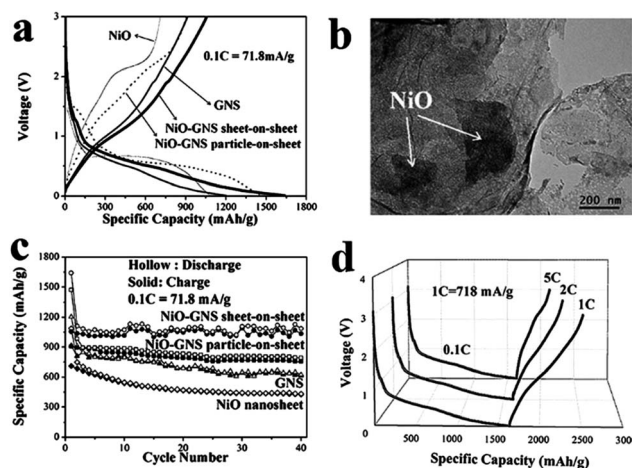 a
3
2
1
0
Voltage (V)
NiO
0.1C = 71.8mA/g
GNS
NiO-GNS sheet-on-sheet
NiO-GNS particle-on-sheet
0 300 600 900 1200 1500 1800
Specific Capacity (mAh/g)
b
NiO
200 nm
c
1800
1500
1200
900
600
300
0
Specific Capacity (mAh/g)
Hollow : Discharge
Solid: Charge
0.1C = 71.8 mA/g
NiO-GNS sheet-on-sheet
NiO-GNS particle-on-sheet
GNS
NiO nanosheet
0 10 20 30 40
Cycle Number
d
4
3
2
1
0
Voltage (V)
1C=718 mA/g
5C
2C
1C
0.1C
0 500 1000 1500 2000 2500 3000
Specific Capacity (mAh/g)